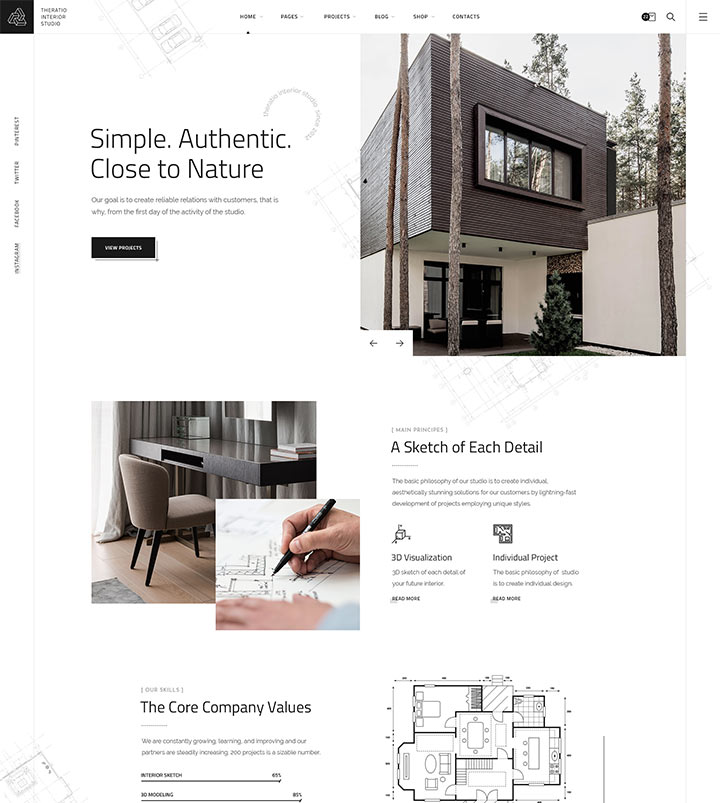 THERATIO
INTERIOR
STUDIO
HOME
PAGES
PROJECTS
BLOG
SHOP
CONTACTS
PINTEREST
TWITTER
FACEBOOK
INSTAGRAM
theratio interior studio since 2012
Simple. Authentic.
Close to Nature
Our goal is to create reliable relations with customers, that is
why, from the first day of the activity of the studio.
VIEW PROJECTS
[ MAIN PRINCIPES ]
A Sketch of Each Detail
The basic philosophy of our studio is to create individual,
aesthetically stunning solutions for our customers by lightning-fast
development of projects employing unique styles.
3D Visualization
3D sketch of each detail of
your future interior.
READ MORE
Individual Project
The basic philosophy of studio
is to create individual design.
READ MORE
[ OUR SKILLS ]
The Core Company Values
We are constantly growing, learning, and improving and our
partners are steadily increasing. 200 projects is a sizable number.
INTERIOR SKETCH 65%
3D MODELING 85%